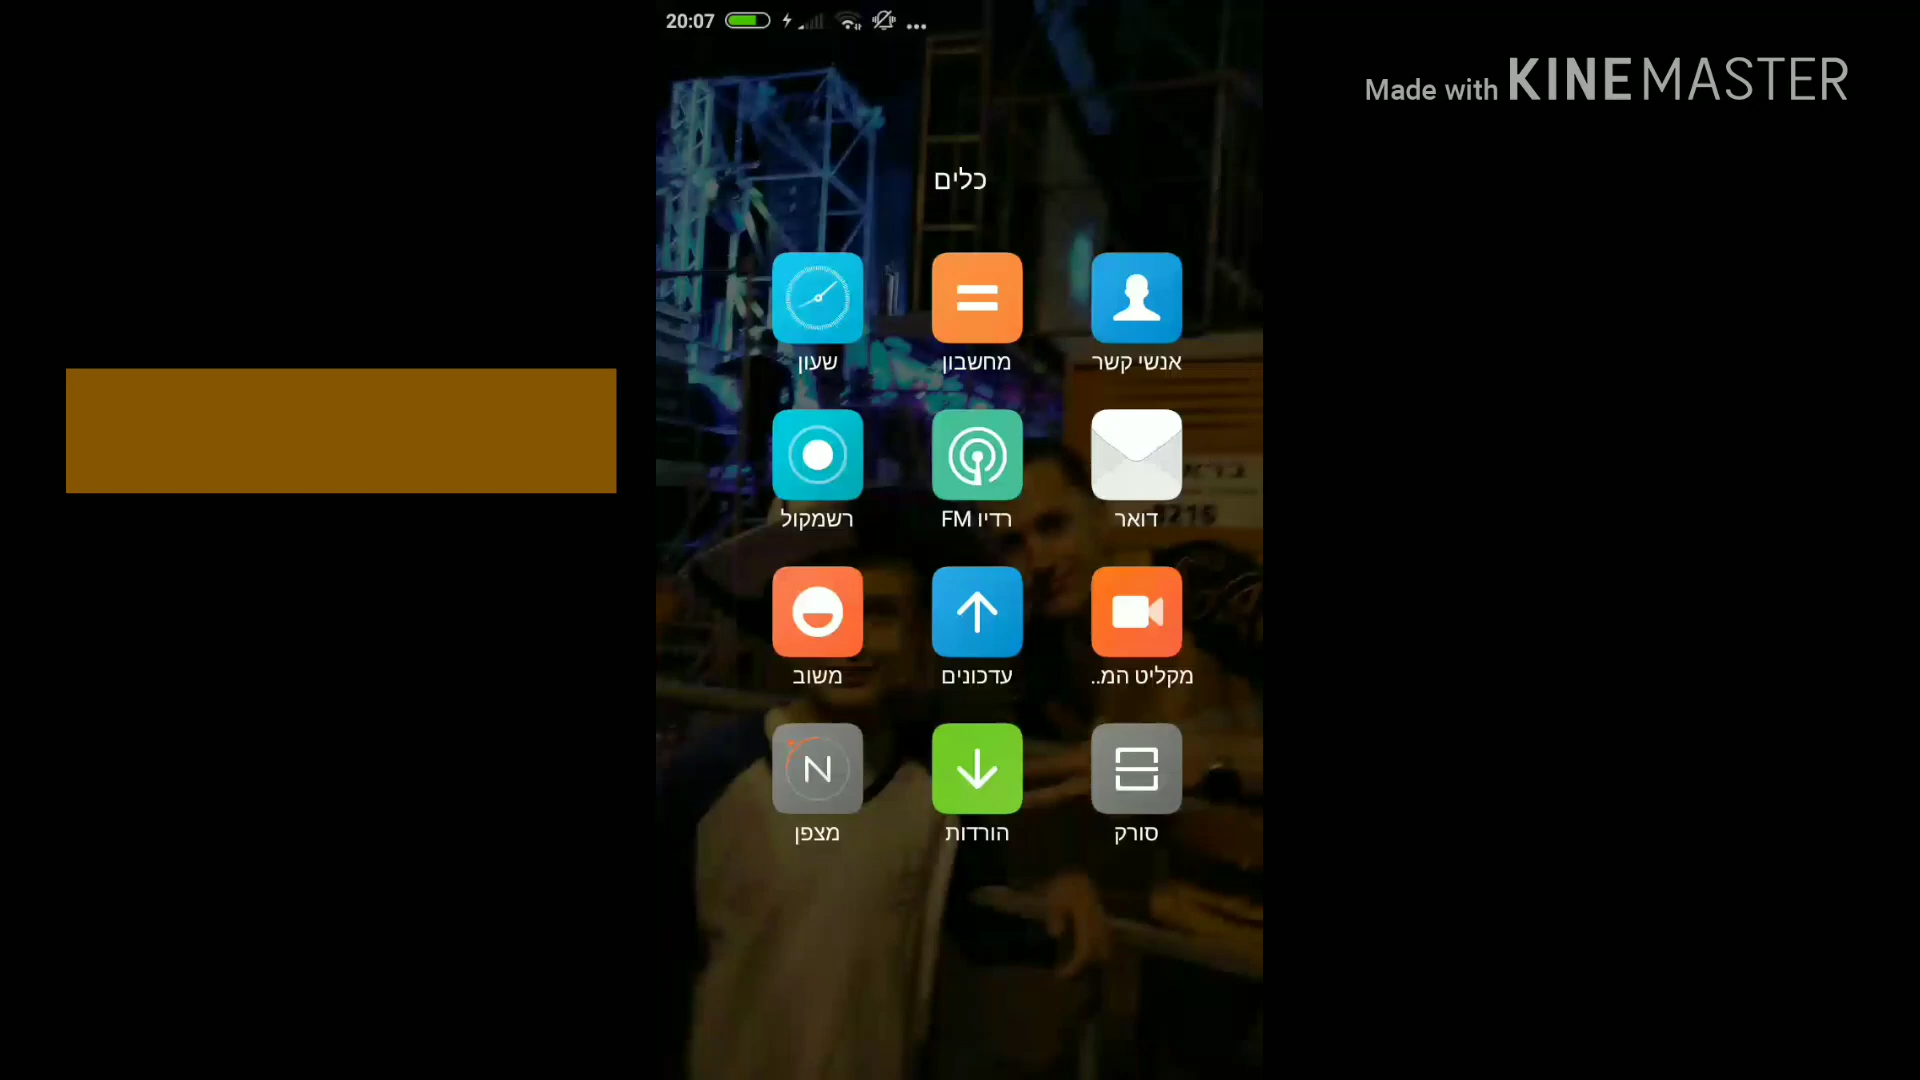 20:07
Made with KINEMASTER
כלים
אנשי קשר
מחשבון
שעון
דואר
רדיו FM
רשמקול
מקליט המ..
עדכונים
משוב
סורק
הורדות
מצפן